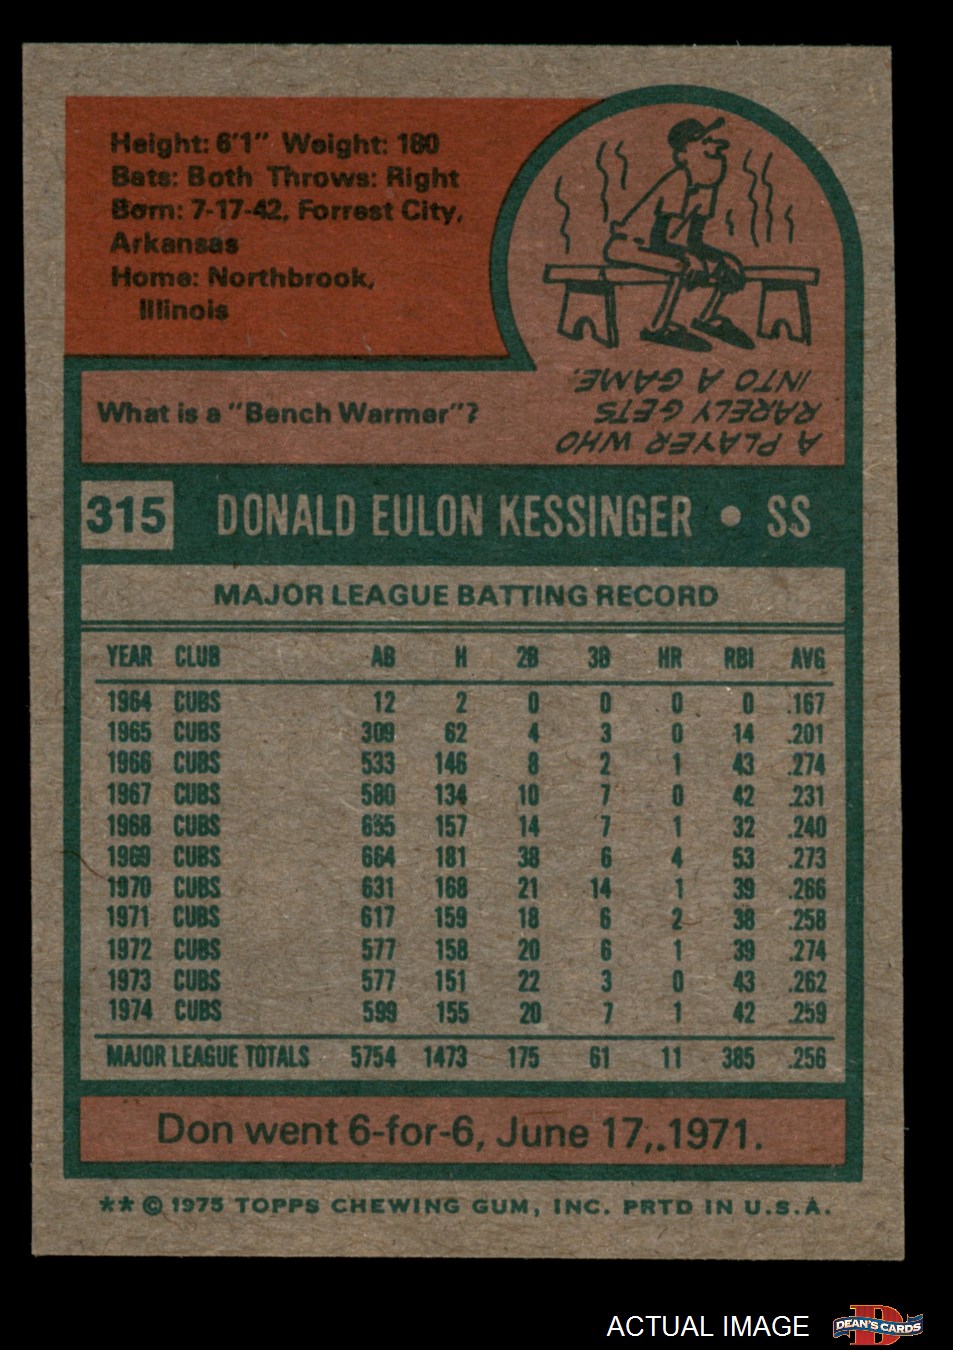 Height: 6'1" Weight: 180
Bats: Both Throws: Right
Born: 7-17-42, Forrest City,
Arkansas
Home: Northbrook,
Illinois
What is a "Bench Warmer"?
A PLAYER WHO
RARELY GETS
INTO A GAME.
315 DONALD EULON KESSINGER • SS
MAJOR LEAGUE BATTING RECORD
YEAR CLUB AB H 2B 3B HR RBI AVG
1964 CUBS 12 2 0 0 0 0 .167
1965 CUBS 309 62 4 3 0 14 .201
1966 CUBS 533 146 8 2 1 43 .274
1967 CUBS 580 134 10 7 0 42 .231
1968 CUBS 655 157 14 7 1 32 .240
1969 CUBS 664 181 38 6 4 53 .273
1970 CUBS 631 168 21 14 1 39 .266
1971 CUBS 617 159 18 6 2 38 .258
1972 CUBS 577 158 20 6 1 39 .274
1973 CUBS 577 151 22 3 0 43 .262
1974 CUBS 599 155 20 7 1 42 .259
MAJOR LEAGUE TOTALS 5754 1473 175 61 11 385 .256
Don went 6-for-6, June 17, 1971.
** © 1975 TOPPS CHEWING GUM, INC. PRTD IN U.S.A.
ACTUAL IMAGE
DEAN'S CARDS